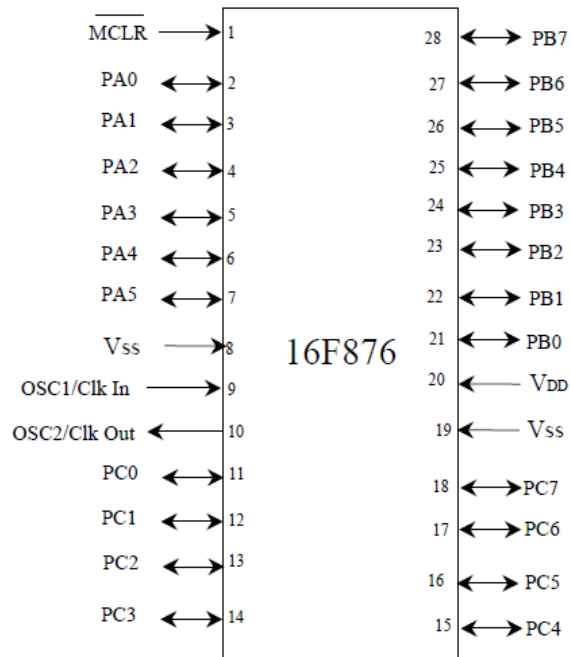 MCLR 1 28 PB7
PA0 2 27 PB6
PA1 3 26 PB5
PA2 4 25 PB4
PA3 5 24 PB3
PA4 6 23 PB2
PA5 7 22 PB1
Vss 8 16F876 21 PB0
OSC1/Clk In 9 20 VDD
OSC2/Clk Out 10 19 Vss
PC0 11 18 PC7
PC1 12 17 PC6
PC2 13 16 PC5
PC3 14 15 PC4